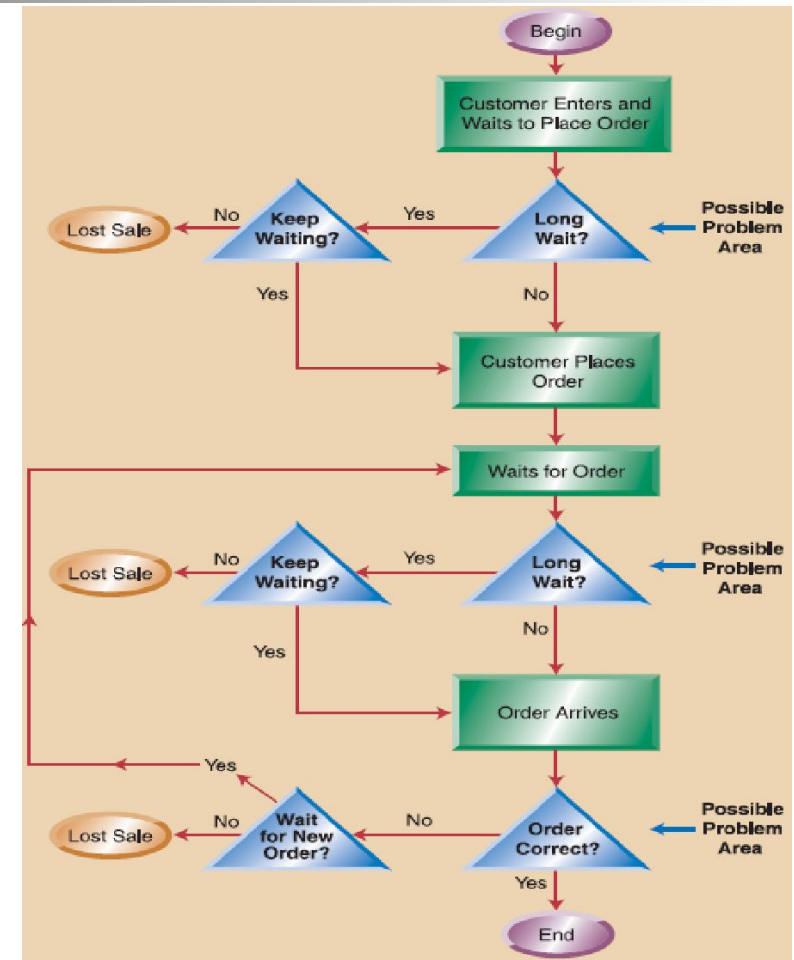 Begin
Customer Enters and
Waits to Place Order
Lost Sale
No
Keep
Waiting?
Yes
Long
Wait?
Possible
Problem
Area
Yes
No
Customer Places
Order
Waits for Order
Lost Sale
No
Keep
Waiting?
Yes
Long
Wait?
Possible
Problem
Area
Yes
No
Order Arrives
Yes
Lost Sale
No
Wait
for New
Order?
No
Order
Correct?
Possible
Problem
Area
Yes
End